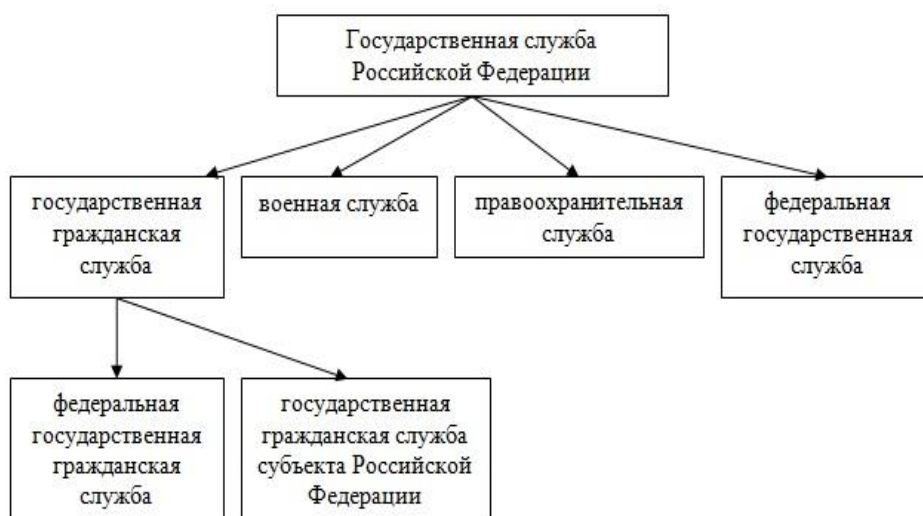 Государственная служба
Российской Федерации
государственная
гражданская
служба
военная служба
правоохранительная
служба
федеральная
государственная
служба
федеральная
государственная
гражданская
служба
государственная
гражданская служба
субъекта Российской
Федерации